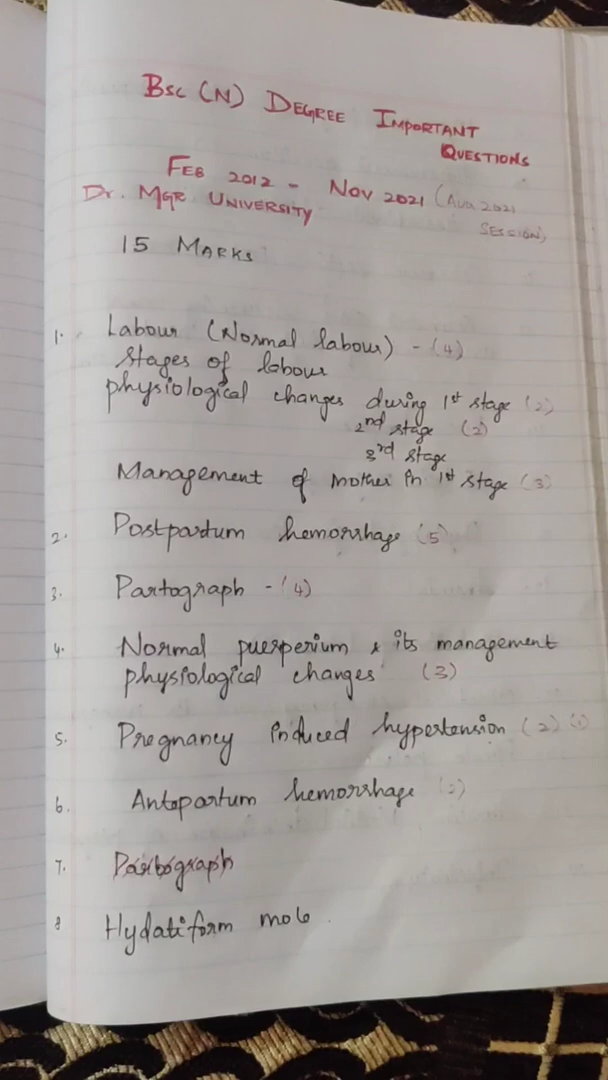 BSC (N) DEGREE IMPORTANT
QUESTIONS
FEB 2012 - NOV 2021 (AUG 2021
SESSION)
Dr. MGR UNIVERSITY
15 MARKS
1. Labour (Normal labour) - (4)
Stages of labour
physiological changes during 1st stage (2)
2nd stage (2)
3rd stage
Management of mother in 1st stage (3)
2. Postpartum hemorrhage (5)
3. Partograph - (4)
4. Normal puerperium & its management
physiological changes (3)
5. Pregnancy induced hypertension (2) (1)
6. Antepartum hemorrhage (2)
7. Partograph
8 Hydatiform mole.